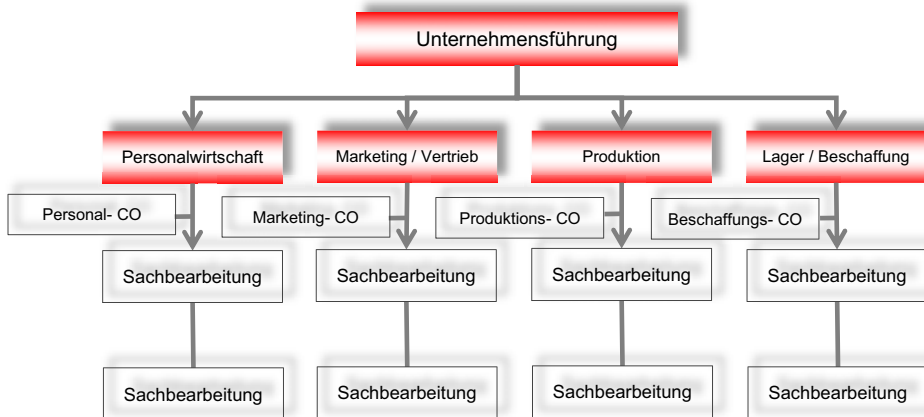 Unternehmensführung
Personalwirtschaft
Marketing / Vertrieb
Produktion
Lager / Beschaffung
Personal- CO
Marketing- CO
Produktions- CO
Beschaffungs- CO
Sachbearbeitung
Sachbearbeitung
Sachbearbeitung
Sachbearbeitung
Sachbearbeitung
Sachbearbeitung
Sachbearbeitung
Sachbearbeitung